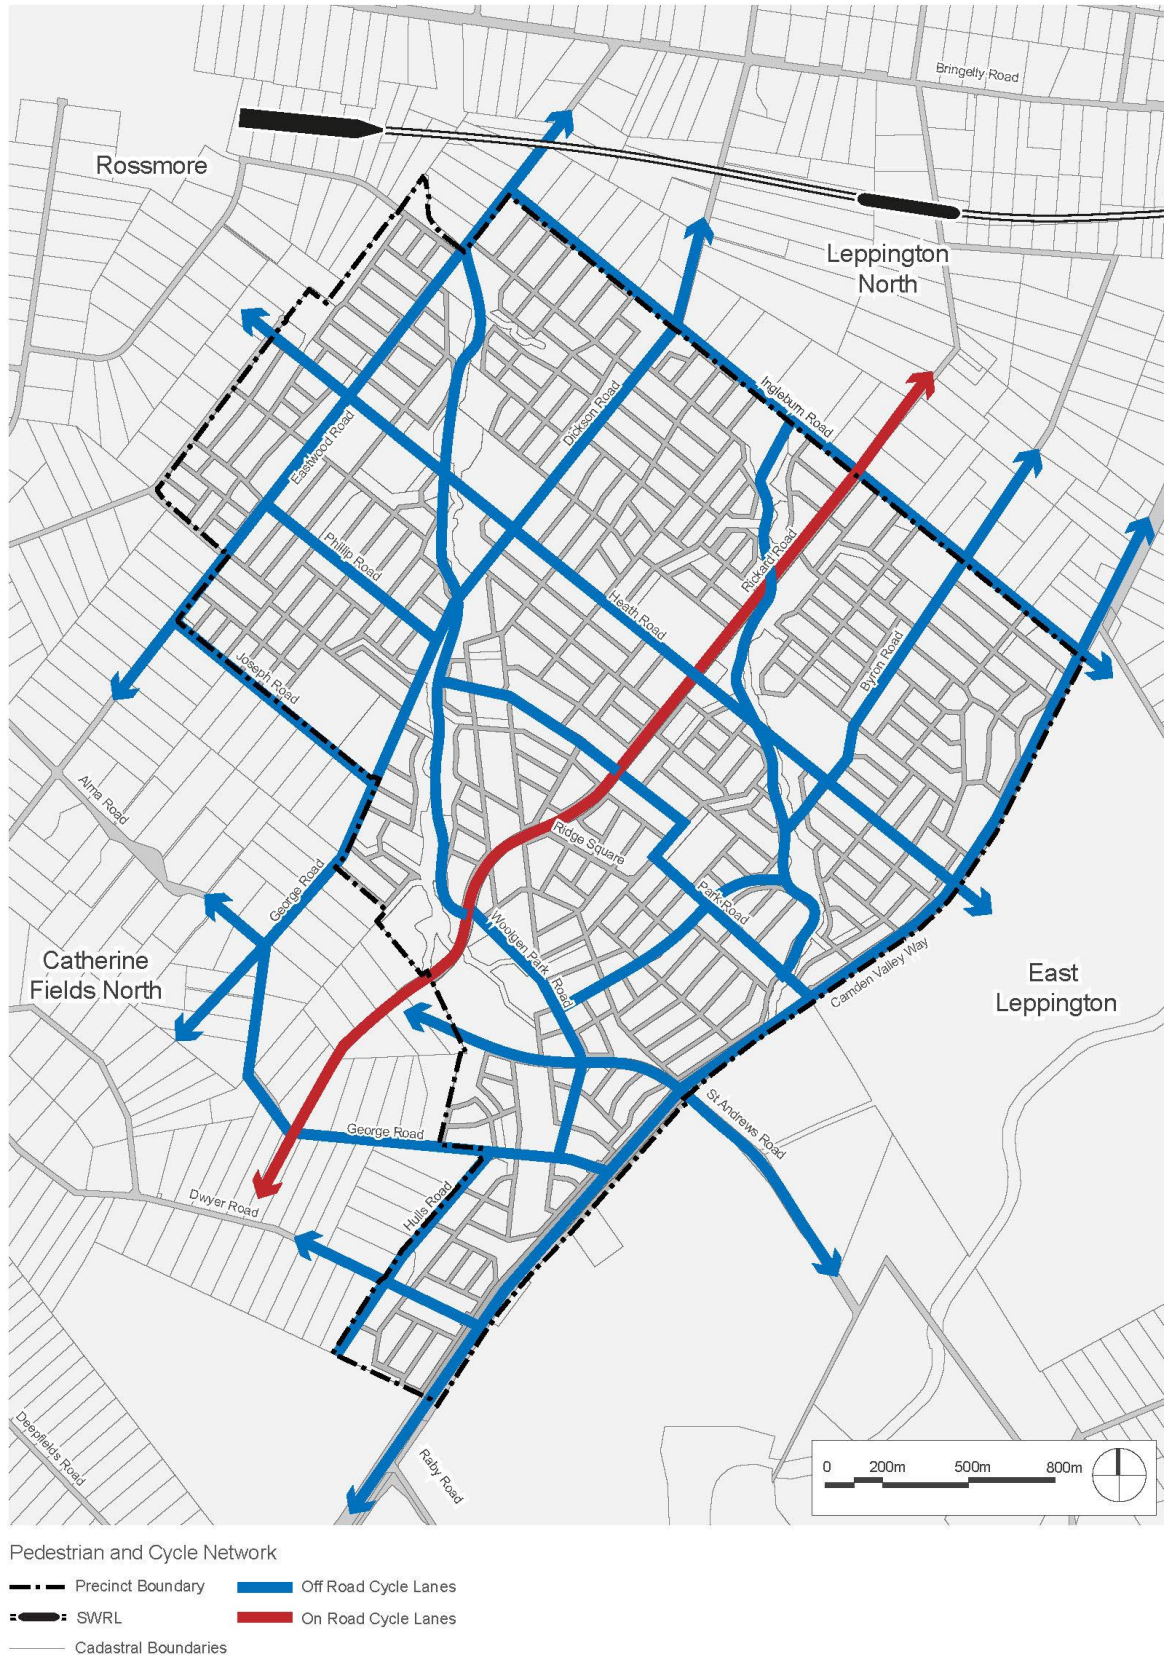 Bringelly Road
Rossmore
Leppington
North
Ingleburn Road
Dickson Road
Eastwood Road
Rickard Road
Phillip Road
Heath Road
Byron Road
Joseph Road
Alma Road
Ridge Square
George Road
Park Road
Woolgen Park Road
Camden Valley Way
Catherine
Fields North
East
Leppington
St Andrews Road
George Road
Hulls Road
Dwyer Road
Deepfields Road
Raby Road
0 200m 500m 800m
Pedestrian and Cycle Network
Precinct Boundary
Off Road Cycle Lanes
SWRL
On Road Cycle Lanes
Cadastral Boundaries